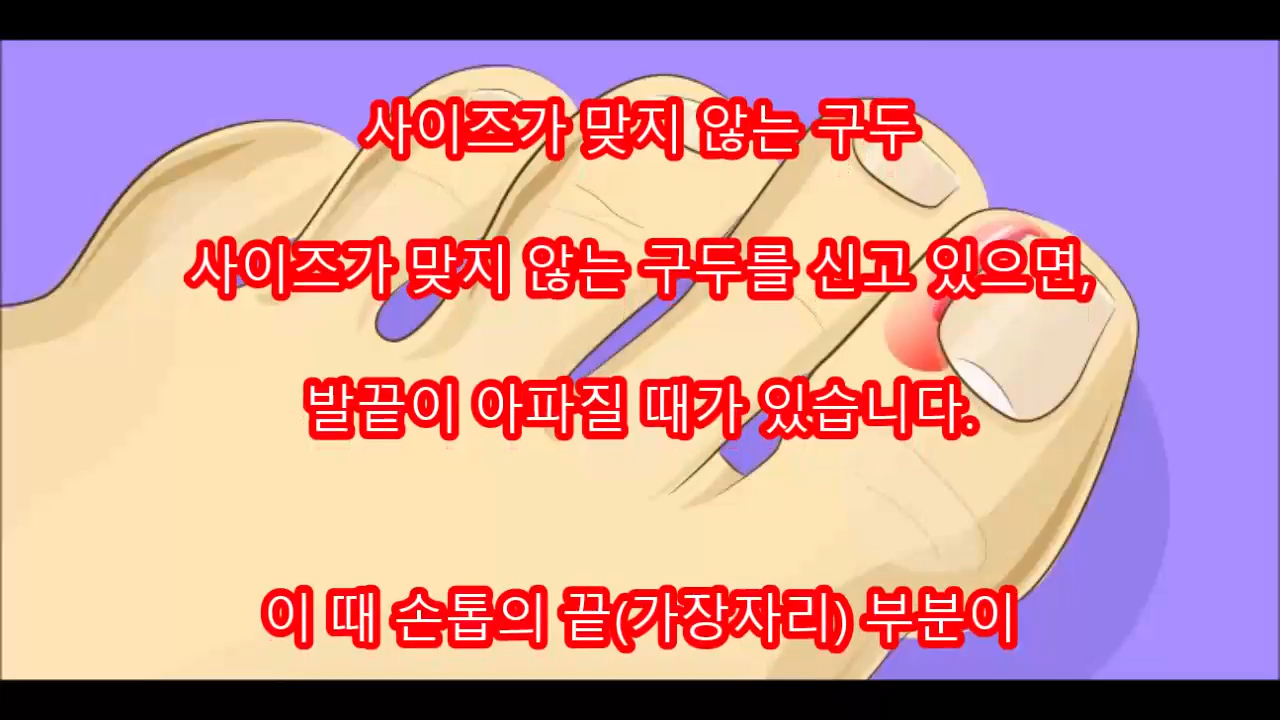 사이즈가 맞지 않는 구두
사이즈가 맞지 않는 구두를 신고 있으면,
발끝이 아파질 때가 있습니다.
이 때 손톱의 끝(가장자리) 부분이